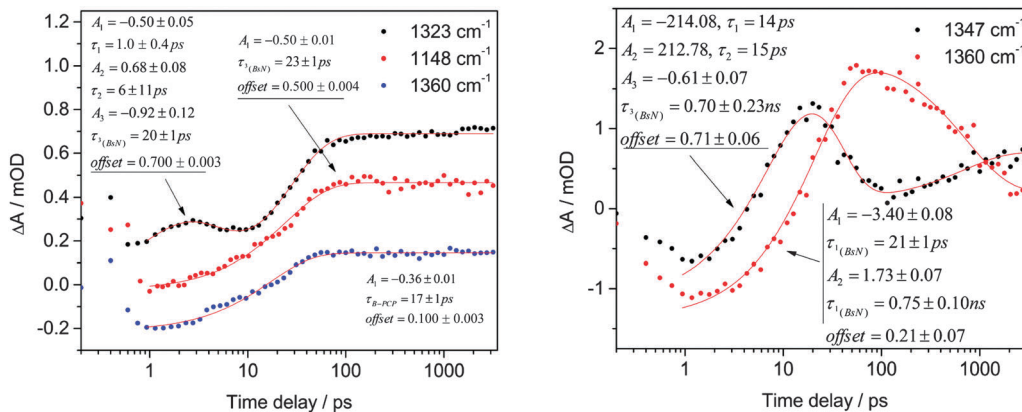 A₁ = −0.50 ± 0.05
τ₁ = 1.0 ± 0.4 ps
A₂ = 0.68 ± 0.08
τ₂ = 6 ± 11 ps
A₃ = −0.92 ± 0.12
τ³₍BsN₎ = 20 ± 1 ps
offset = 0.700 ± 0.003
A₁ = −0.50 ± 0.01
τ³₍BsN₎ = 23 ± 1 ps
offset = 0.500 ± 0.004
1323 cm⁻¹
1148 cm⁻¹
1360 cm⁻¹
A₁ = −0.36 ± 0.01
τ_B−PCP = 17 ± 1 ps
offset = 0.100 ± 0.003
ΔA / mOD
1.2
1.0
0.8
0.6
0.4
0.2
0.0
-0.2
1
10
100
1000
Time delay / ps
A₁ = −214.08, τ₁ = 14 ps
A₂ = 212.78, τ₂ = 15 ps
A₃ = −0.61 ± 0.07
τ³₍BsN₎ = 0.70 ± 0.23 ns
offset = 0.71 ± 0.06
1347 cm⁻¹
1360 cm⁻¹
A₁ = −3.40 ± 0.08
τ¹₍BsN₎ = 21 ± 1 ps
A₂ = 1.73 ± 0.07
τ¹₍BsN₎ = 0.75 ± 0.10 ns
offset = 0.21 ± 0.07
ΔA / mOD
2
1
0
-1
1
10
100
1000
Time delay / ps